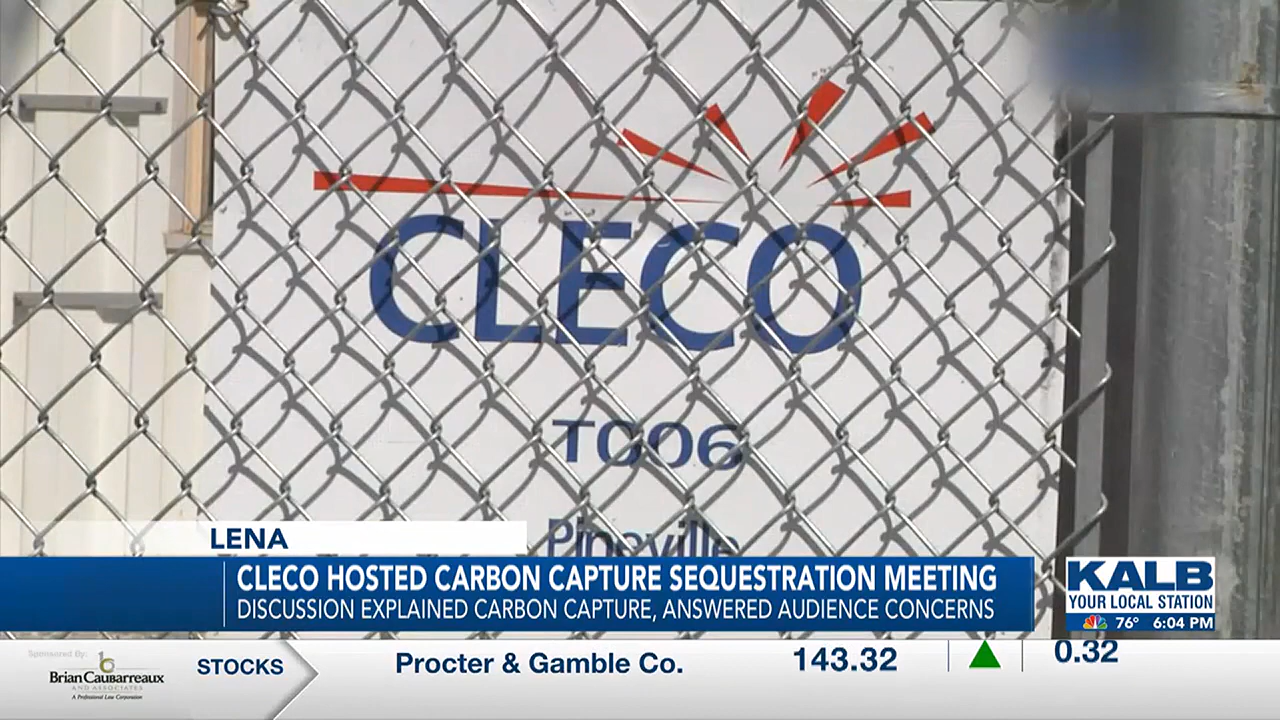 CLECO
TC06
Pineville
LENA
CLECO HOSTED CARBON CAPTURE SEQUESTRATION MEETING
DISCUSSION EXPLAINED CARBON CAPTURE, ANSWERED AUDIENCE CONCERNS
KALB
YOUR LOCAL STATION
76° 6:04 PM
Sponsored By:
Brian Caubarreaux
AND ASSOCIATES
A Professional Law Corporation
STOCKS
Procter & Gamble Co. 143.32 0.32